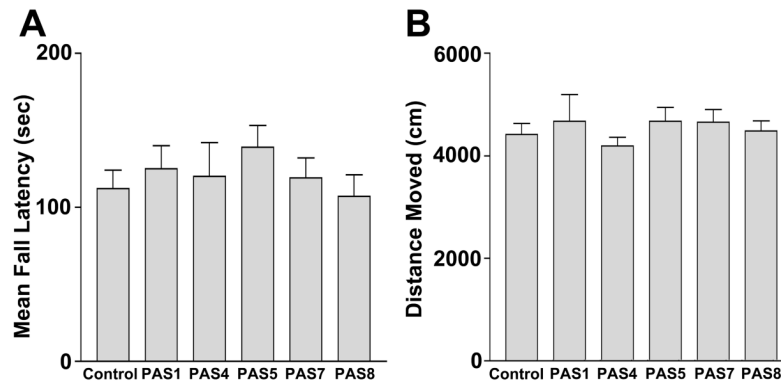 A
Mean Fall Latency (sec)
200
100
0
Control PAS1 PAS4 PAS5 PAS7 PAS8
B
Distance Moved (cm)
6000
4000
2000
0
Control PAS1 PAS4 PAS5 PAS7 PAS8